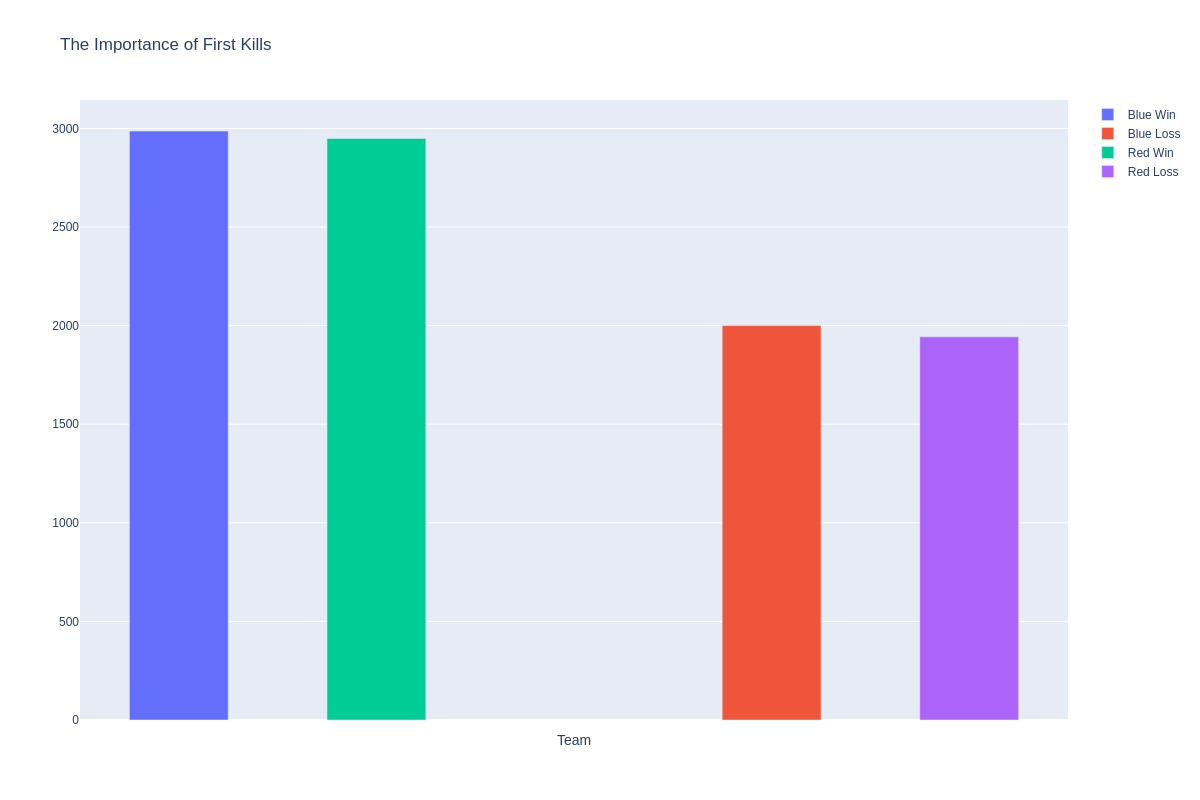 The Importance of First Kills
3000
2500
2000
1500
1000
500
0
Team
Blue Win
Blue Loss
Red Win
Red Loss